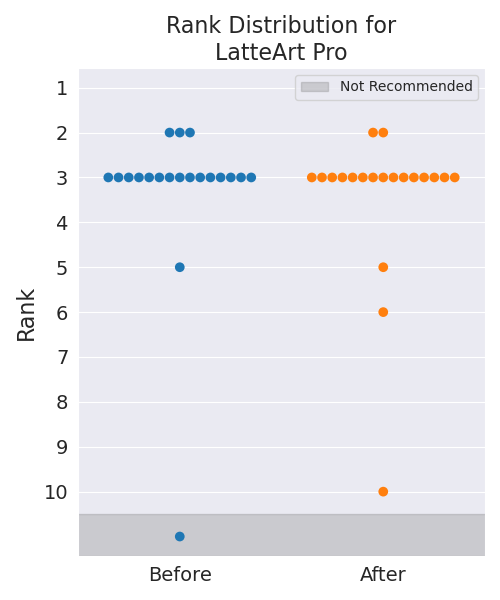 Rank Distribution for
LatteArt Pro
Not Recommended
Rank
1
2
3
4
5
6
7
8
9
10
Before
After